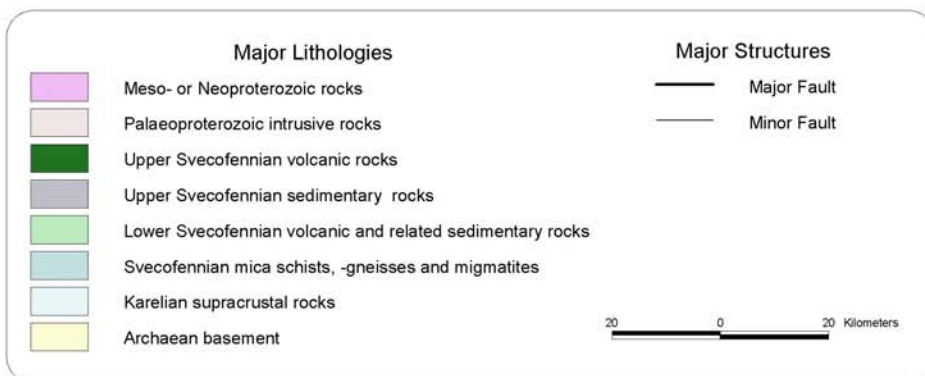 Major Lithologies
Meso- or Neoproterozoic rocks
Palaeoproterozoic intrusive rocks
Upper Svecofennian volcanic rocks
Upper Svecofennian sedimentary rocks
Lower Svecofennian volcanic and related sedimentary rocks
Svecofennian mica schists, -gneisses and migmatites
Karelian supracrustal rocks
Archaean basement
Major Structures
Major Fault
Minor Fault
20 0 20 Kilometers